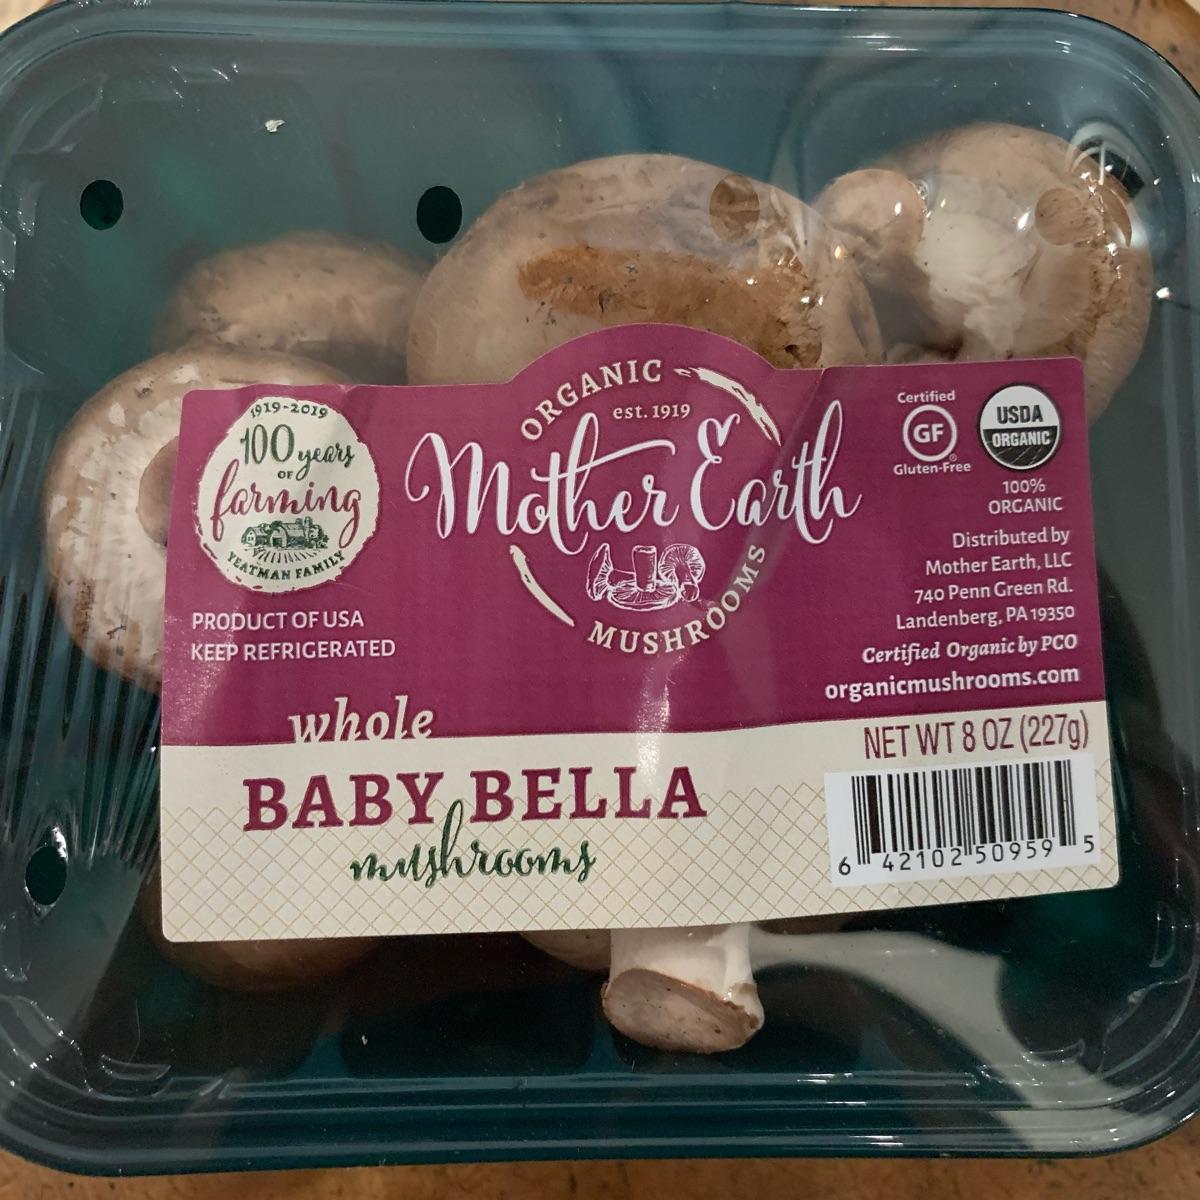 1919-2019
100 years
OF
farming
YEATMAN FAMILY
PRODUCT OF USA
KEEP REFRIGERATED
ORGANIC
est. 1919
Mother Earth
MUSHROOMS
Certified
GF
®
Gluten-Free
USDA
ORGANIC
100%
ORGANIC
Distributed by
Mother Earth, LLC
740 Penn Green Rd.
Landenberg, PA 19350
Certified Organic by PCO
organicmushrooms.com
whole
BABY BELLA
mushrooms
NET WT 8 OZ (227g)
6 42102 50959 5